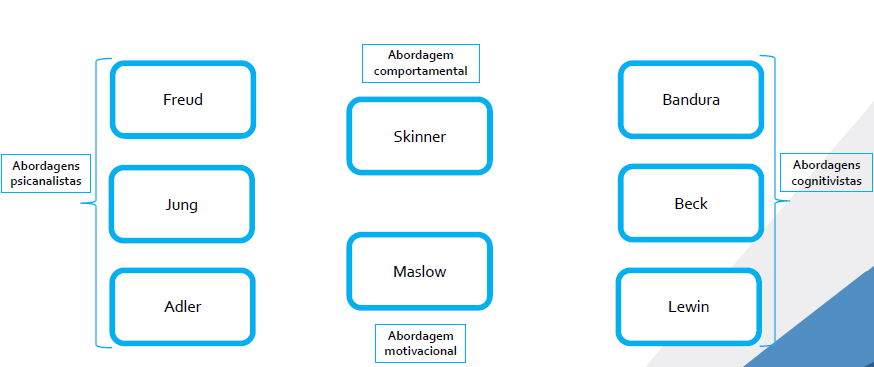 Abordagens
psicanalistas
Freud
Jung
Adler
Abordagem
comportamental
Skinner
Maslow
Abordagem
motivacional
Bandura
Beck
Lewin
Abordagens
cognitivistas